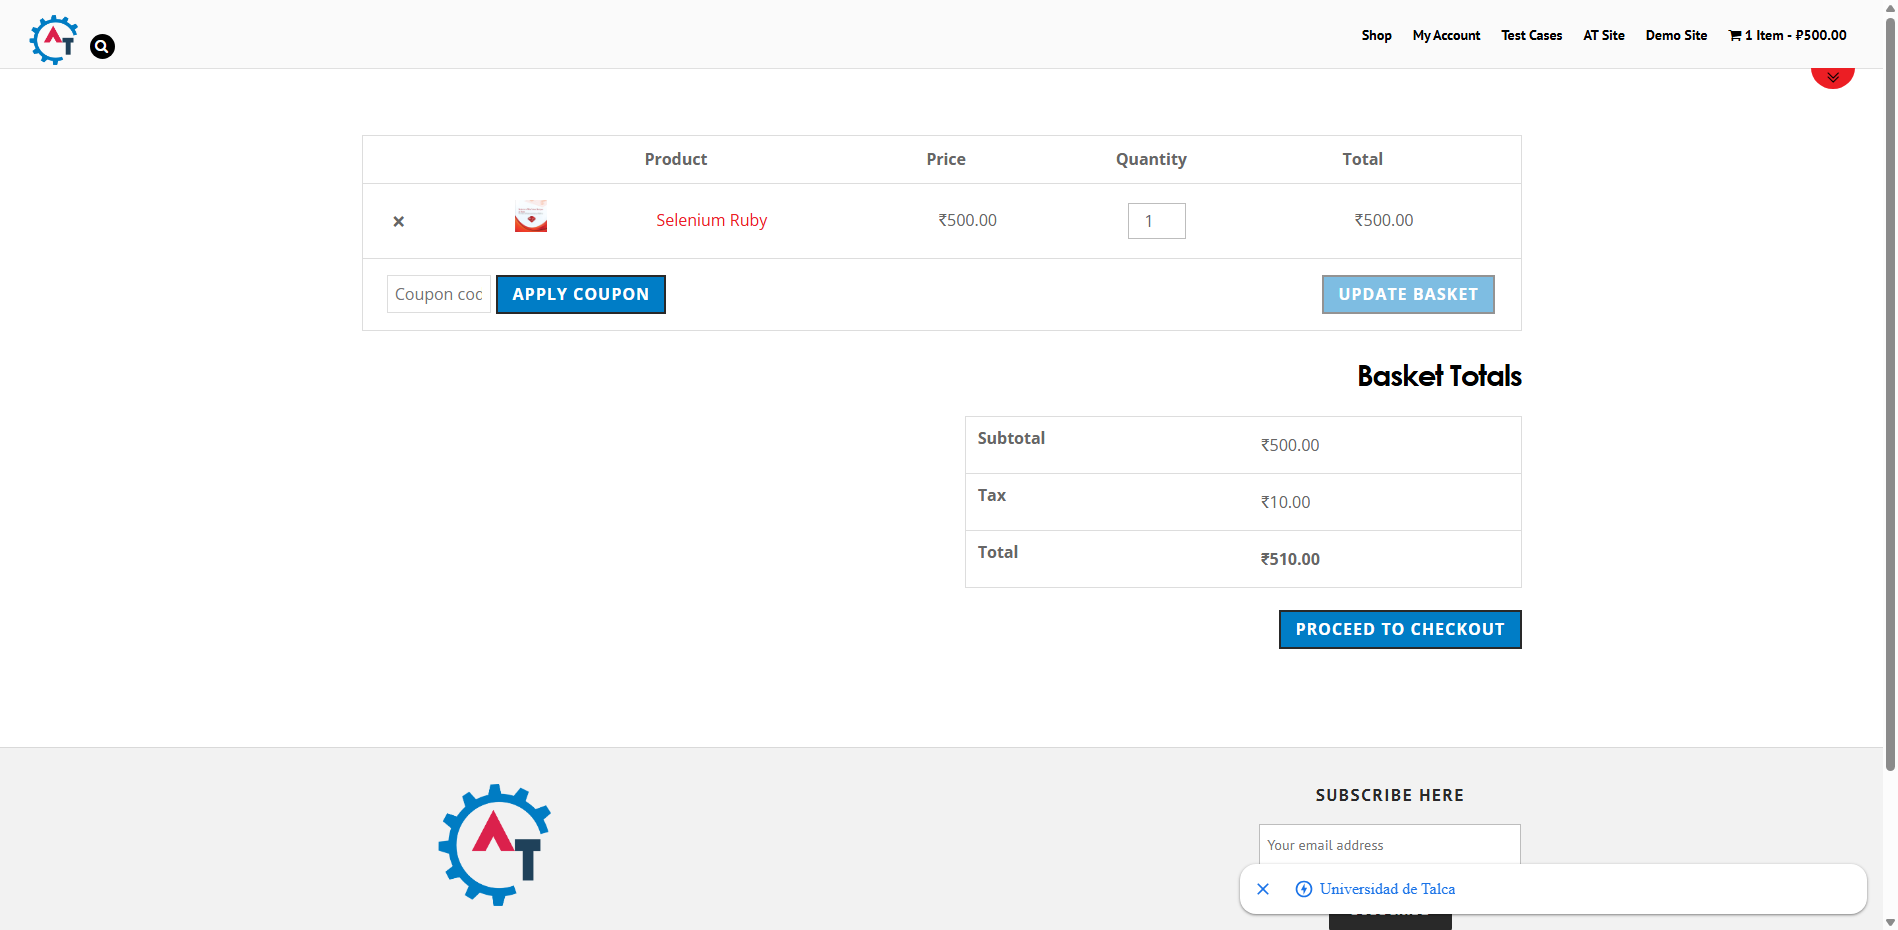 AT
Shop My Account Test Cases AT Site Demo Site 1 Item - ₽500.00
Product Price Quantity Total
× Selenium Ruby ₹500.00 1 ₹500.00
Coupon coc APPLY COUPON UPDATE BASKET
Basket Totals
Subtotal ₹500.00
Tax ₹10.00
Total ₹510.00
PROCEED TO CHECKOUT
AT
SUBSCRIBE HERE
Your email address
Universidad de Talca